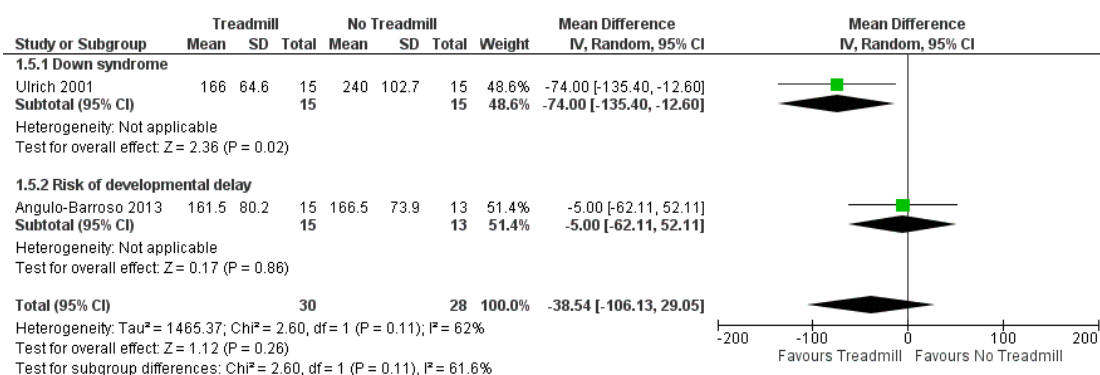 Treadmill No Treadmill Mean Difference Mean Difference
Study or Subgroup Mean SD Total Mean SD Total Weight IV, Random, 95% CI IV, Random, 95% CI
1.5.1 Down syndrome
Ulrich 2001 166 64.6 15 240 102.7 15 48.6% -74.00 [-135.40, -12.60]
Subtotal (95% CI) 15 15 48.6% -74.00 [-135.40, -12.60]
Heterogeneity: Not applicable
Test for overall effect: Z = 2.36 (P = 0.02)
1.5.2 Risk of developmental delay
Angulo-Barroso 2013 161.5 80.2 15 166.5 73.9 13 51.4% -5.00 [-62.11, 52.11]
Subtotal (95% CI) 15 13 51.4% -5.00 [-62.11, 52.11]
Heterogeneity: Not applicable
Test for overall effect: Z = 0.17 (P = 0.86)
Total (95% CI) 30 28 100.0% -38.54 [-106.13, 29.05]
Heterogeneity: Tau² = 1465.37; Chi² = 2.60, df = 1 (P = 0.11); I² = 62%
Test for overall effect: Z = 1.12 (P = 0.26)
Test for subgroup differences: Chi² = 2.60, df = 1 (P = 0.11), I² = 61.6%
-200 -100 0 100 200
Favours Treadmill Favours No Treadmill